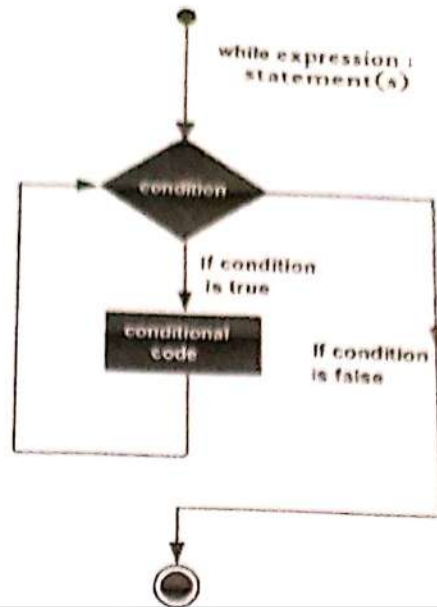 while expression :
statement(s)
condition
If condition
is true
conditional
code
If condition
is false